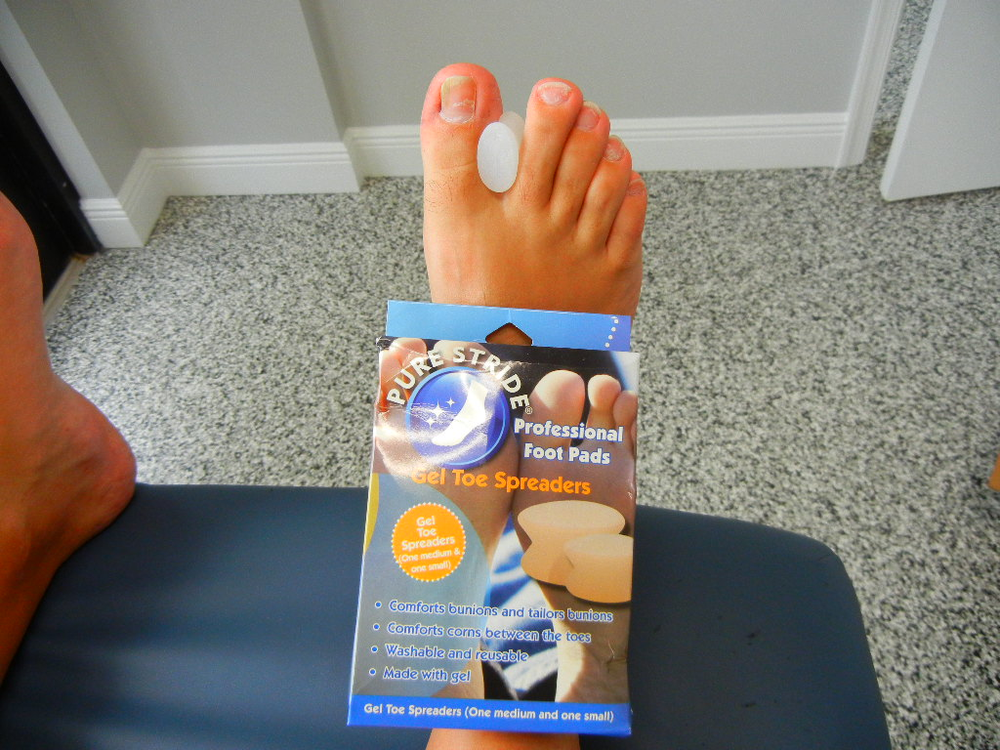 PURE STRIDE®
Professional
Foot Pads
Gel Toe Spreaders
Gel
Toe
Spreaders
(One medium &
one small)
• Comforts bunions and tailors bunions
• Comforts corns between the toes
• Washable and reusable
• Made with gel
Gel Toe Spreaders (One medium and one small)